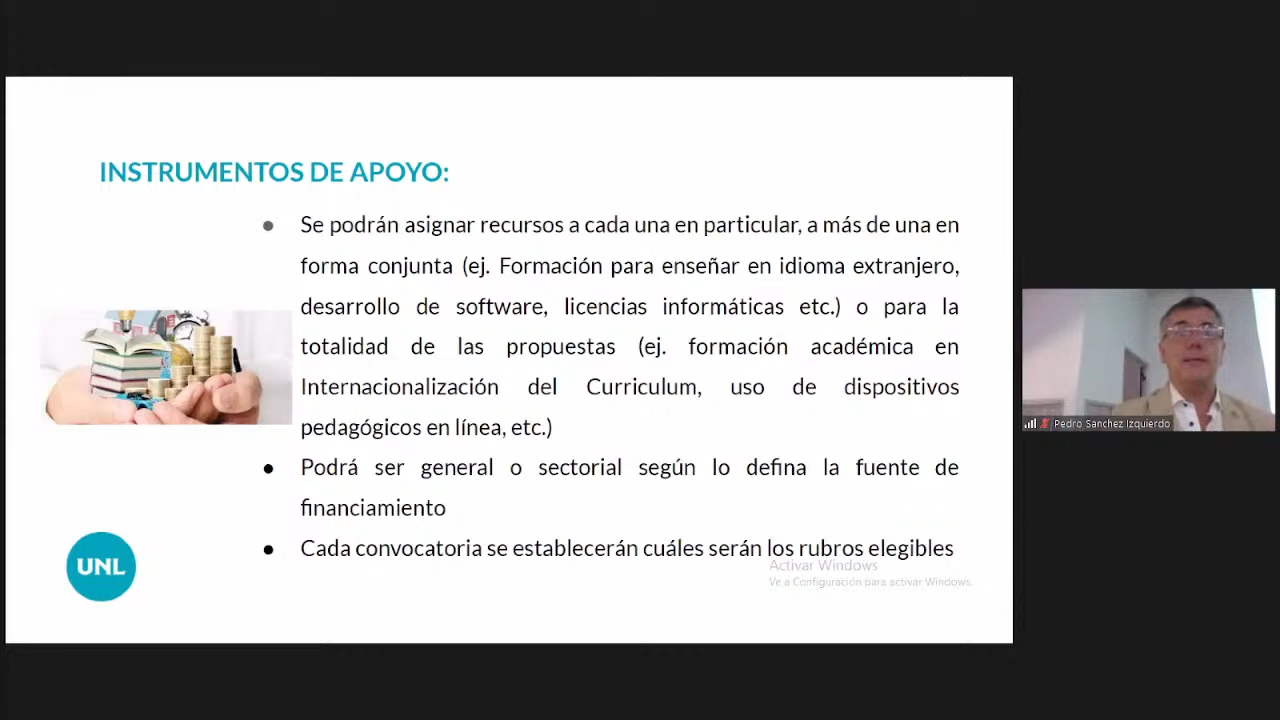 INSTRUMENTOS DE APOYO:
Se podrán asignar recursos a cada una en particular, a más de una en
forma conjunta (ej. Formación para enseñar en idioma extranjero,
desarrollo de software, licencias informáticas etc.) o para la
totalidad de las propuestas (ej. formación académica en
Internacionalización del Curriculum, uso de dispositivos
pedagógicos en línea, etc.)
Podrá ser general o sectorial según lo defina la fuente de
financiamiento
Cada convocatoria se establecerán cuáles serán los rubros elegibles
UNL
Activar Windows
Ve a Configuración para activar Windows.
Pedro Sanchez Izquierdo